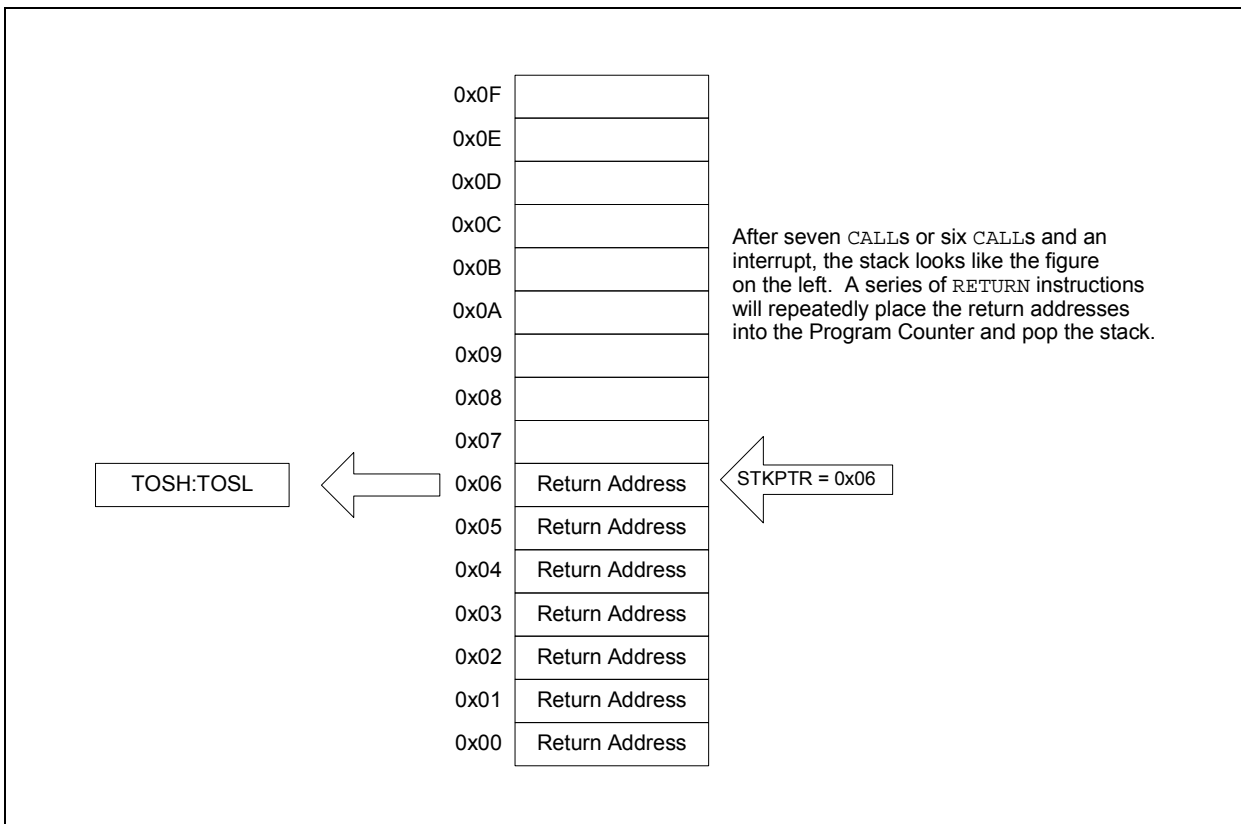 0x0F
0x0E
0x0D
0x0C
0x0B
0x0A
0x09
0x08
0x07
After seven CALLs or six CALLs and an
interrupt, the stack looks like the figure
on the left. A series of RETURN instructions
will repeatedly place the return addresses
into the Program Counter and pop the stack.
TOSH:TOSL
0x06 Return Address
STKPTR = 0x06
0x05 Return Address
0x04 Return Address
0x03 Return Address
0x02 Return Address
0x01 Return Address
0x00 Return Address